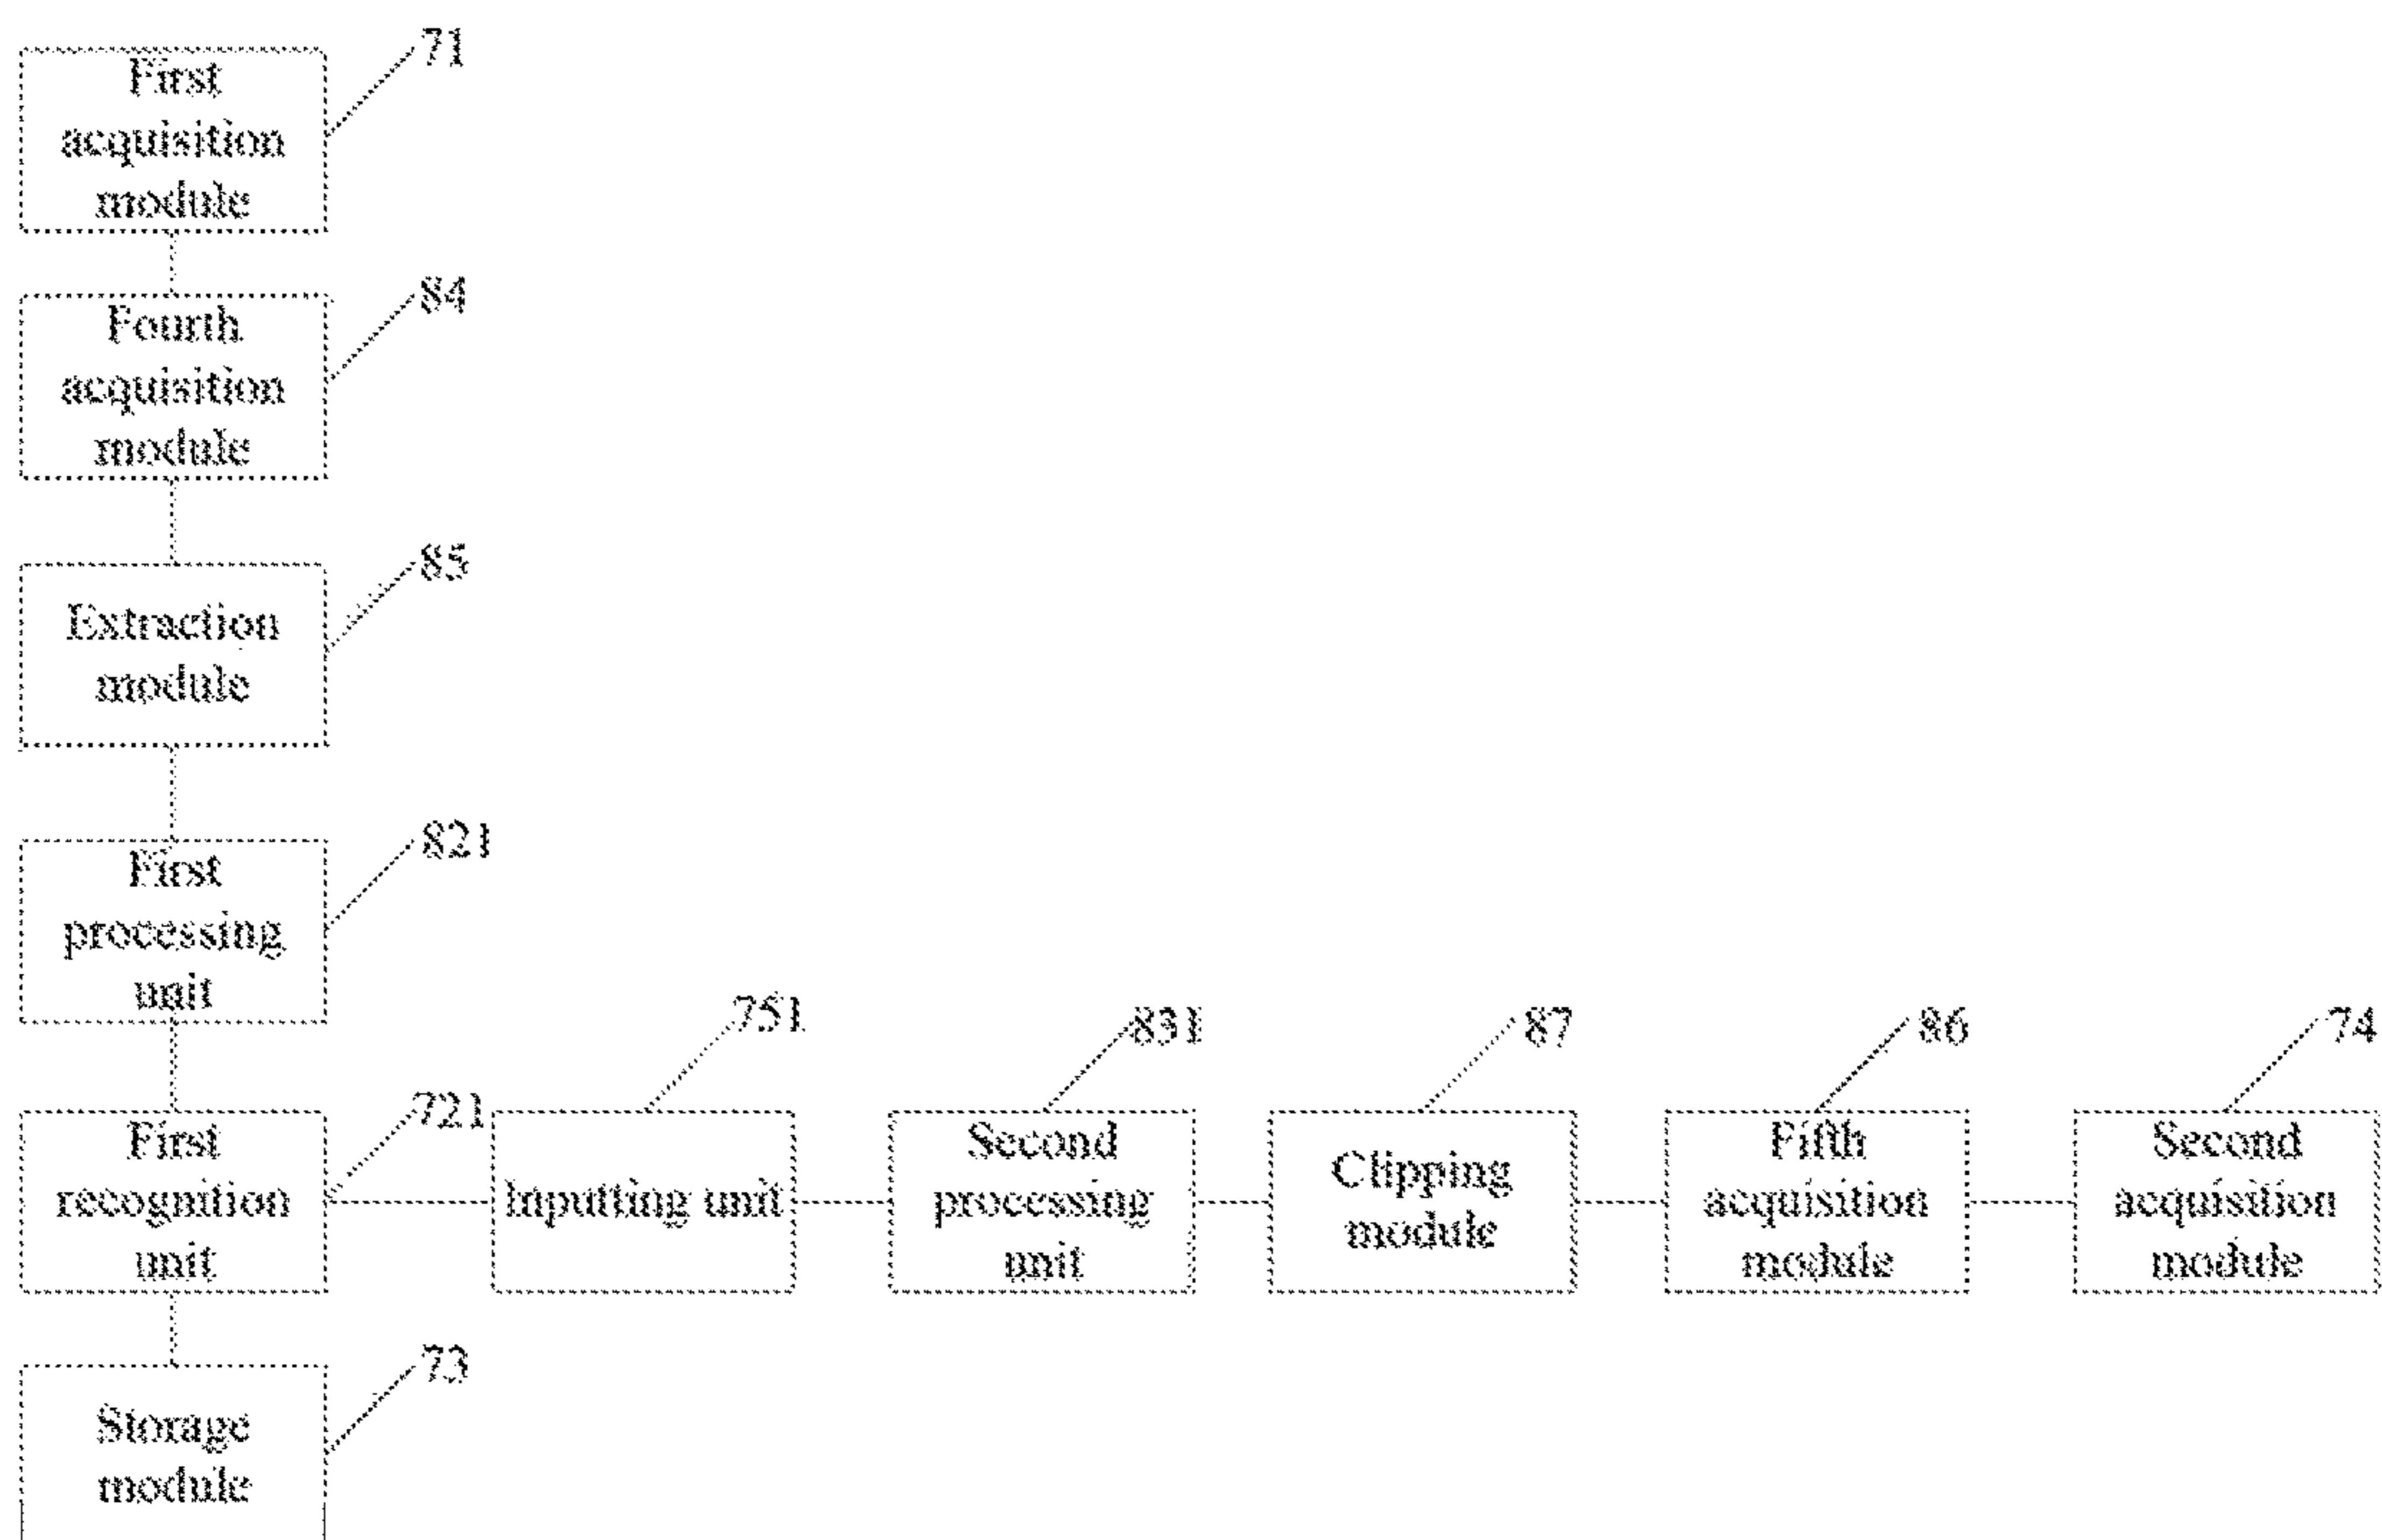 71
First
acquisition
module
84
Fourth
acquisition
module
85
Extraction
module
821
First
processing
unit
721
First
recognition
unit
751
Inputting unit
831
Second
processing
unit
87
Clipping
module
86
Fifth
acquisition
module
74
Second
acquisition
module
73
Storage
module